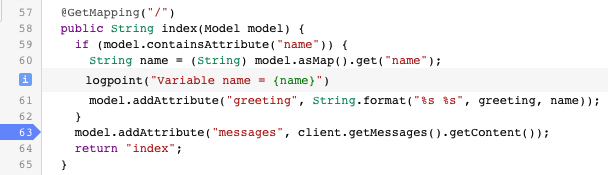 57 @GetMapping("/")
58 public String index(Model model) {
59 if (model.containsAttribute("name")) {
60 String name = (String) model.asMap().get("name");
i logpoint("Variable name = {name}")
61 model.addAttribute("greeting", String.format("%s %s", greeting, name));
62 }
63 model.addAttribute("messages", client.getMessages().getContent());
64 return "index";
65 }